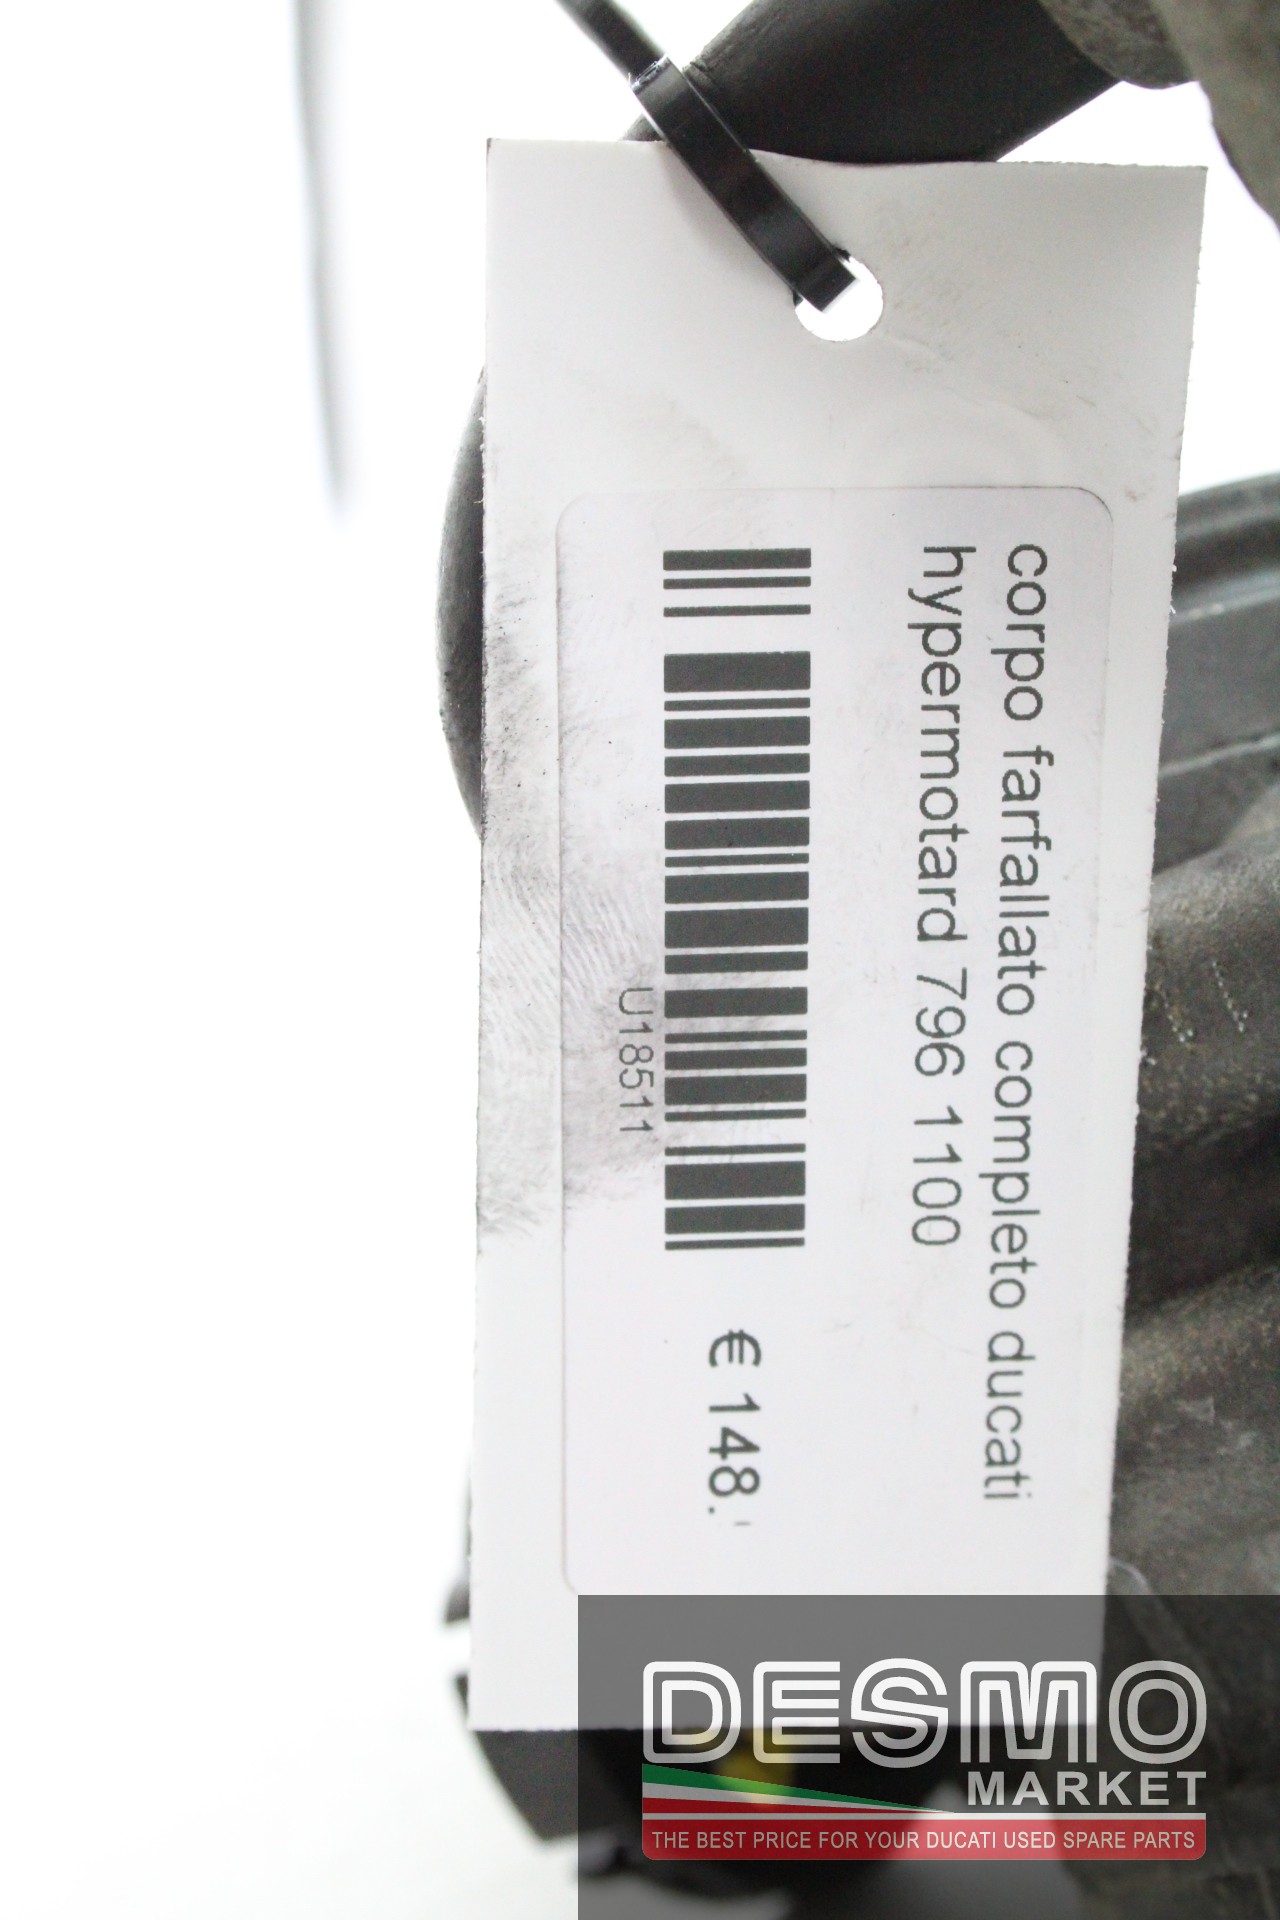 corpo farfallato completo ducati
hypermotard 796 1100
€ 148.
U18511
DESMO
MARKET
THE BEST PRICE FOR YOUR DUCATI USED SPARE PARTS